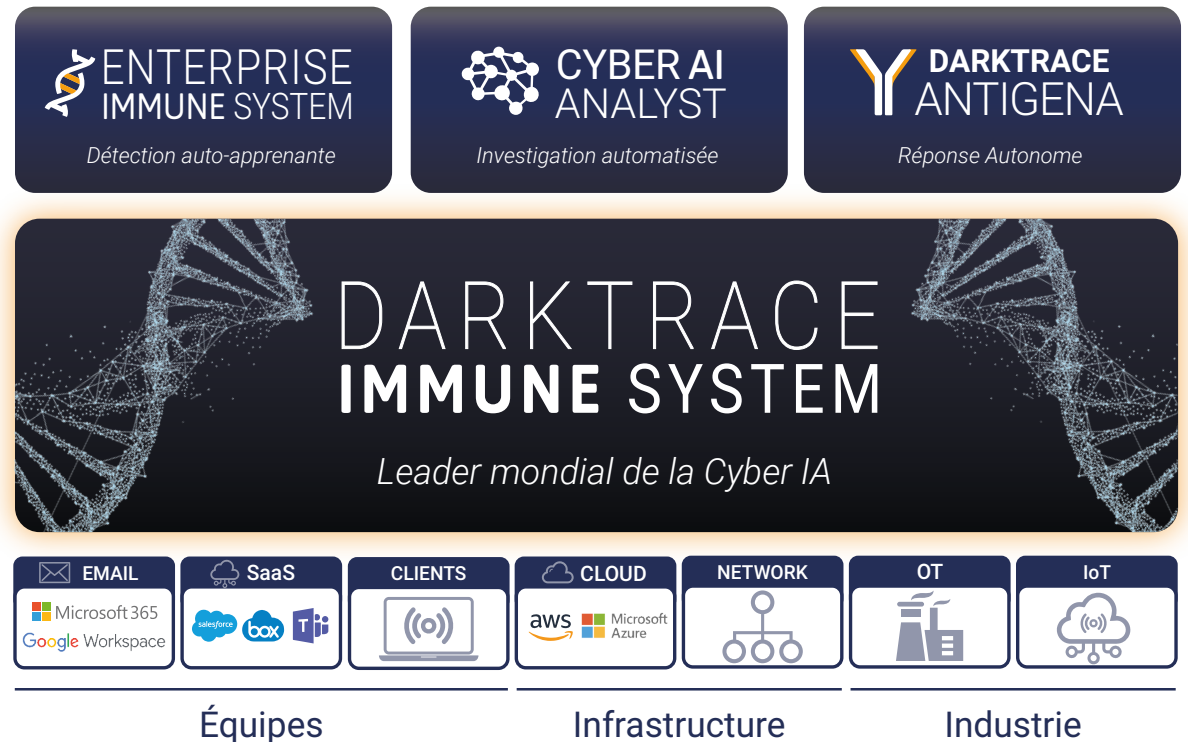 ENTERPRISE
IMMUNE SYSTEM
Détection auto-apprenante
CYBER AI
ANALYST
Investigation automatisée
DARKTRACE
ANTIGENA
Réponse Autonome
DARKTRACE
IMMUNE SYSTEM
Leader mondial de la Cyber IA
EMAIL
Microsoft 365
Google Workspace
SaaS
salesforce
box
T
CLIENTS
CLOUD
aws
Microsoft
Azure
NETWORK
OT
IoT
Équipes
Infrastructure
Industrie